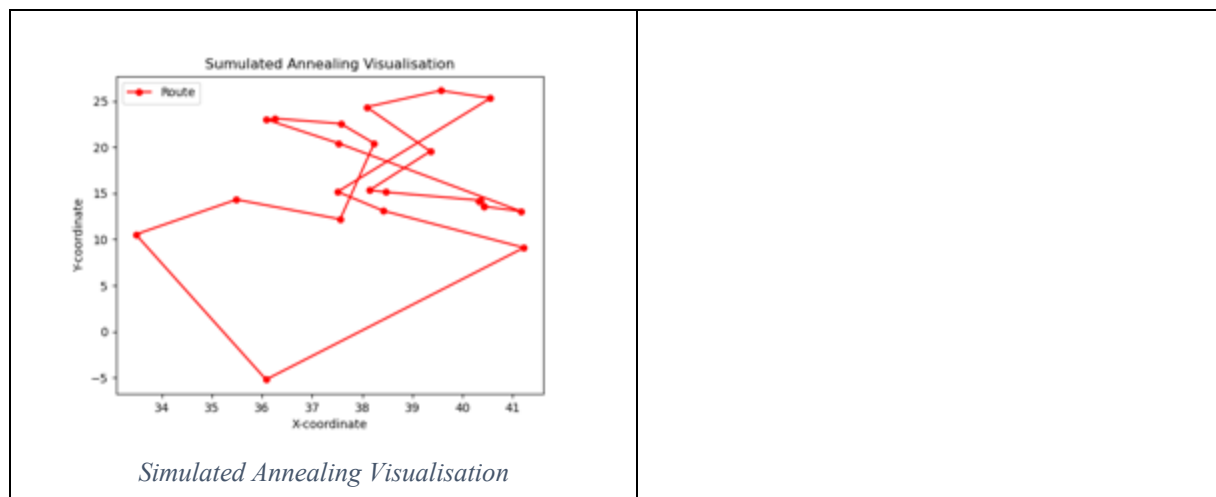 Sumulated Annealing Visualisation
Route
25
20
15
10
5
0
−5
Y-coordinate
34 35 36 37 38 39 40 41
X-coordinate
Simulated Annealing Visualisation